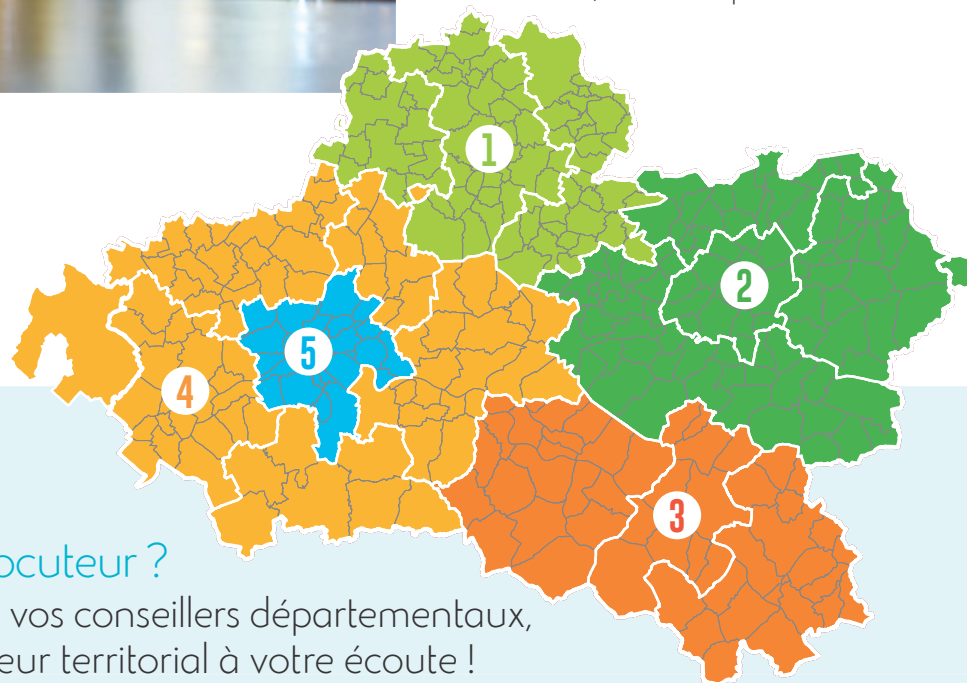 1
2
5
4
3
ocuteur ?
vos conseillers départementaux,
eur territorial à votre écoute !